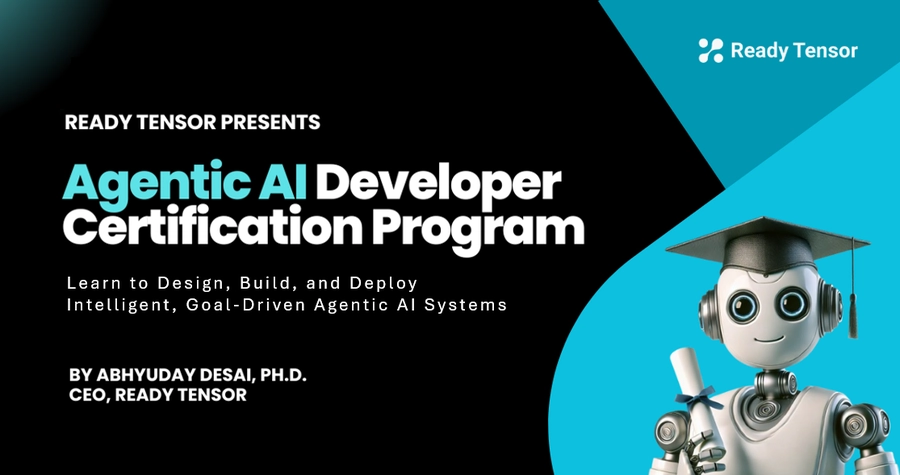 Ready Tensor
READY TENSOR PRESENTS
Agentic AI Developer
Certification Program
Learn to Design, Build, and Deploy
Intelligent, Goal-Driven Agentic AI Systems
BY ABHYUDAY DESAI, PH.D.
CEO, READY TENSOR